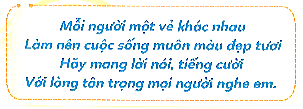 Mỗi người một vẻ khác nhau
Làm nên cuộc sống muôn màu đẹp tươi
Hãy mang lời nói, tiếng cười
Với lòng tôn trọng mọi người nghe em.